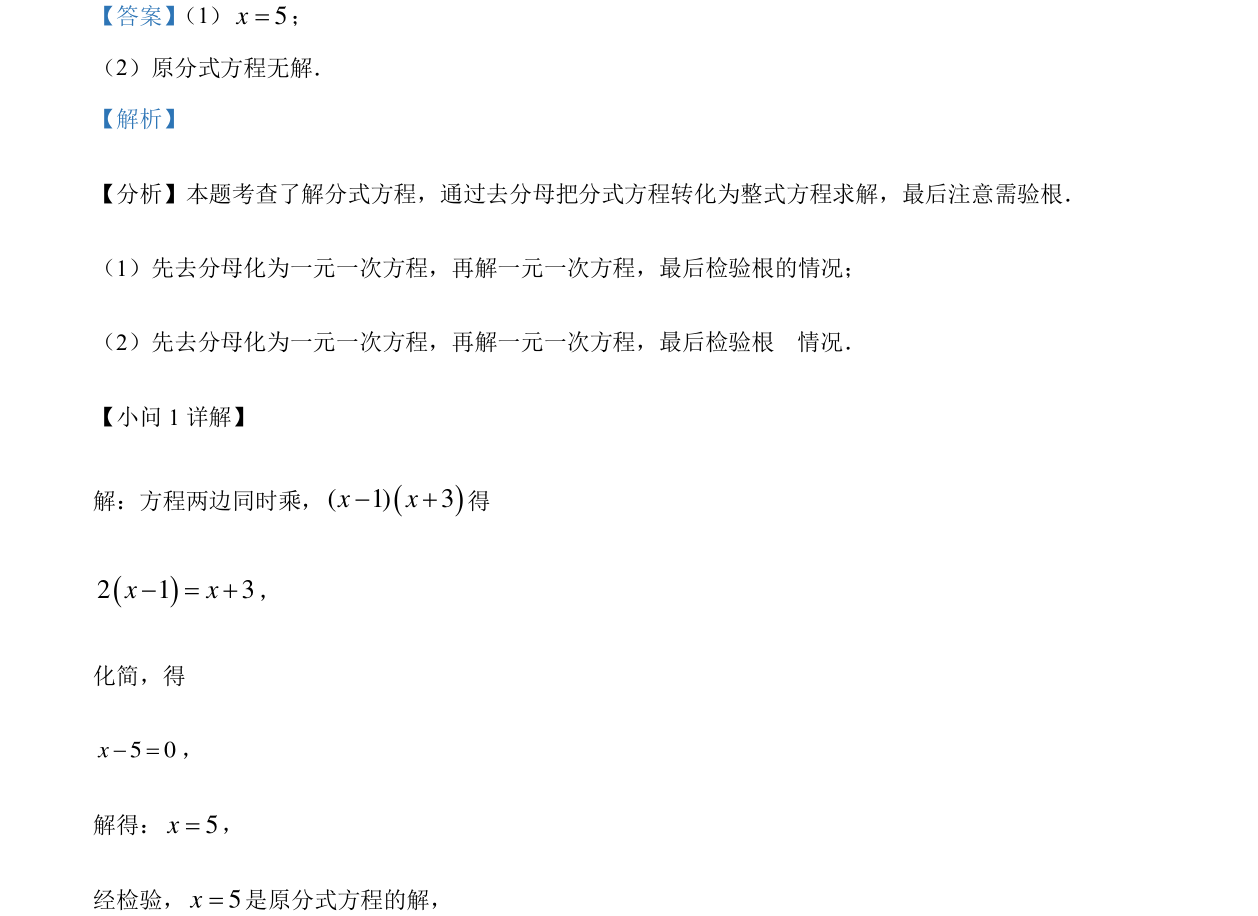 【答案】（1）x＝5；
（2）原分式方程无解．
【解析】
【分析】本题考查了解分式方程，通过去分母把分式方程转化为整式方程求解，最后注意需验根．
（1）先去分母化为一元一次方程，再解一元一次方程，最后检验根的情况；
（2）先去分母化为一元一次方程，再解一元一次方程，最后检验根 情况．
【小问 1 详解】
解：方程两边同时乘，(x−1)(x+3)得
2(x−1)=x+3，
化简，得
x−5=0，
解得：x=5，
经检验，x=5是原分式方程的解，